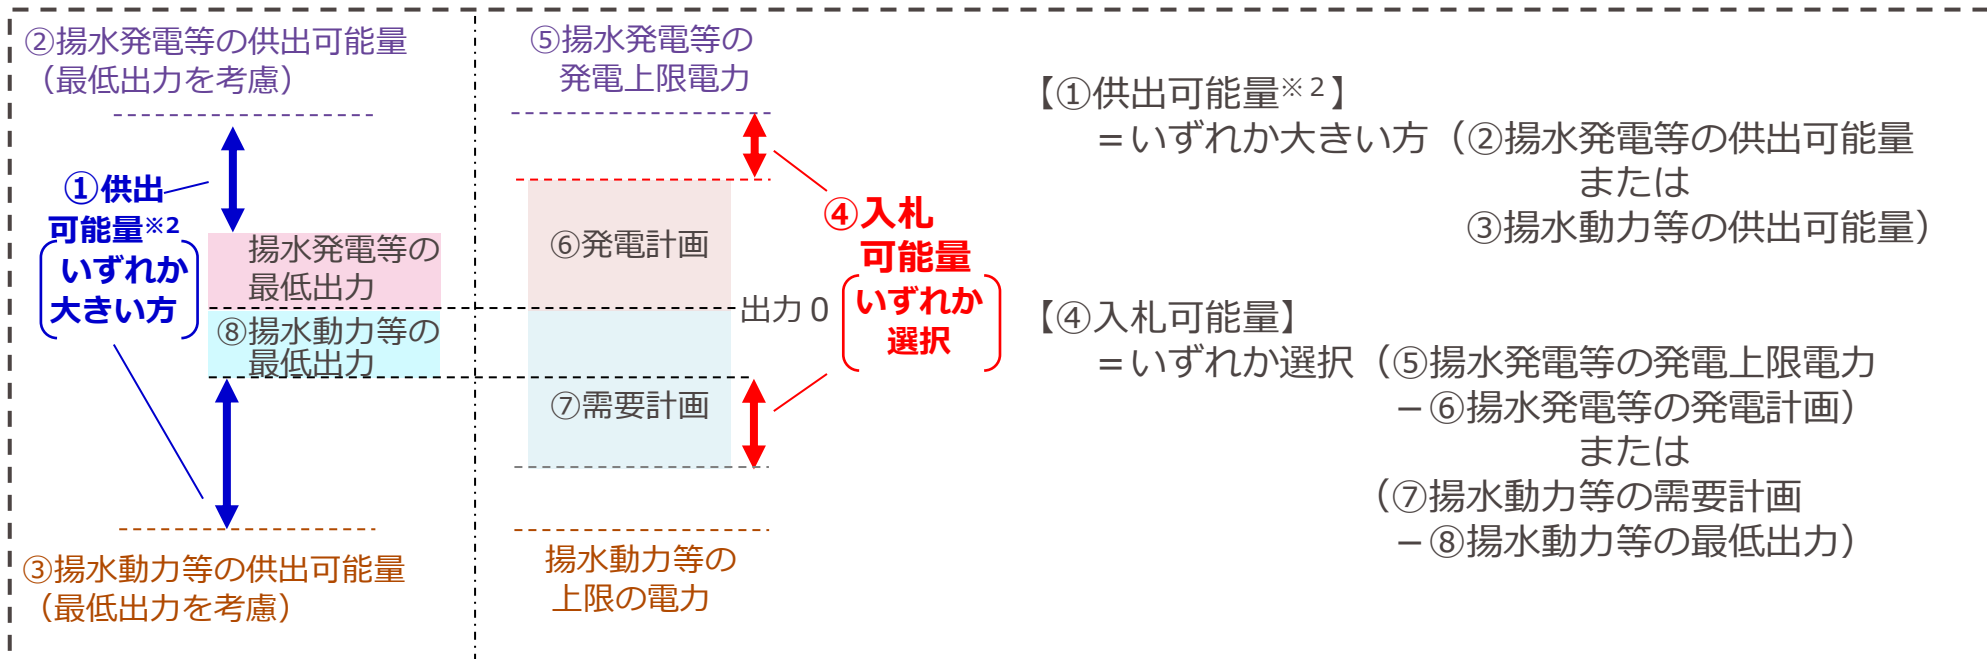 ②揚水発電等の供出可能量
（最低出力を考慮）
①供出
可能量※2
いずれか
大きい方
揚水発電等の
最低出力
⑧揚水動力等の
最低出力
③揚水動力等の供出可能量
（最低出力を考慮）
⑤揚水発電等の
発電上限電力
⑥発電計画
出力０
⑦需要計画
④入札
可能量
いずれか
選択
揚水動力等の
上限の電力
【①供出可能量※２】
＝いずれか大きい方（②揚水発電等の供出可能量
または
③揚水動力等の供出可能量）
【④入札可能量】
＝いずれか選択（⑤揚水発電等の発電上限電力
－⑥揚水発電等の発電計画）
または
（⑦揚水動力等の需要計画
－⑧揚水動力等の最低出力）